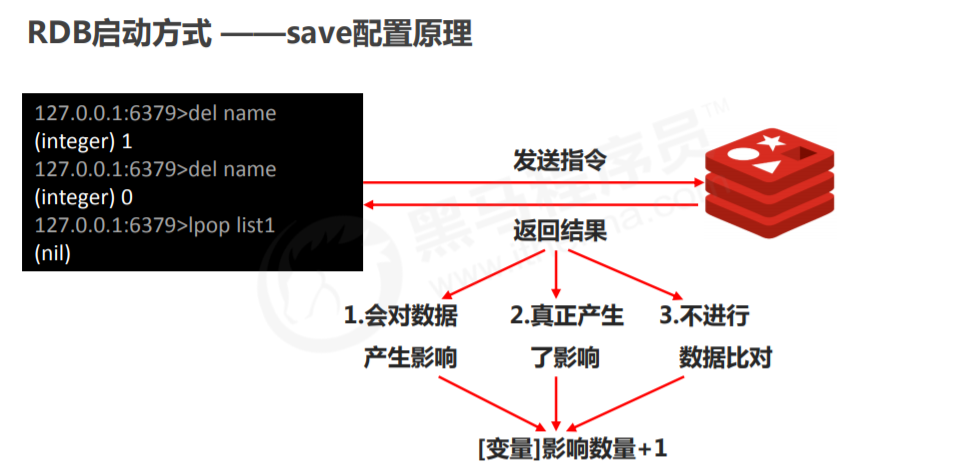 RDB启动方式 ——save配置原理
127.0.0.1:6379>del name
(integer) 1
127.0.0.1:6379>del name
(integer) 0
127.0.0.1:6379>lpop list1
(nil)
发送指令
返回结果
1.会对数据
产生影响
2.真正产生
了影响
3.不进行
数据比对
[变量]影响数量+1
黑马程序员™